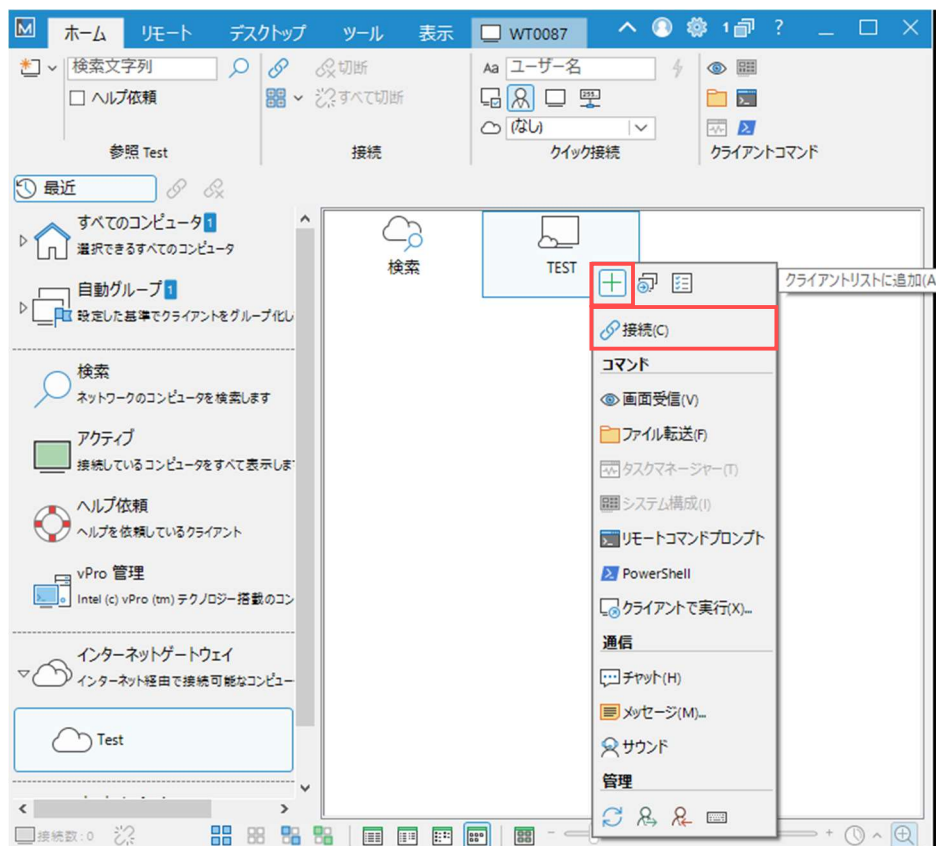 M
ホーム リモート デスクトップ ツール 表示 WT0087 1 ?
検索文字列
ヘルプ依頼
参照 Test
切断
すべて切断
接続
Aa ユーザー名
(なし)
クイック接続
クライアントコマンド
最近
すべてのコンピュータ 1
選択できるすべてのコンピュータ
自動グループ 1
設定した基準でクライアントをグループ化し
検索
ネットワークのコンピュータを検索します
アクティブ
接続しているコンピュータをすべて表示しま
ヘルプ依頼
ヘルプを依頼しているクライアント
vPro 管理
Intel (c) vPro (tm) テクノロジー搭載のコン
インターネットゲートウェイ
インターネット経由で接続可能なコンピュー
Test
接続数: 0
検索
TEST
クライアントリストに追加(A
接続(C)
コマンド
画面受信(V)
ファイル転送(F)
タスクマネージャー(T)
システム構成(I)
リモートコマンドプロンプト
PowerShell
クライアントで実行(X)...
通信
チャット(H)
メッセージ(M)...
サウンド
管理